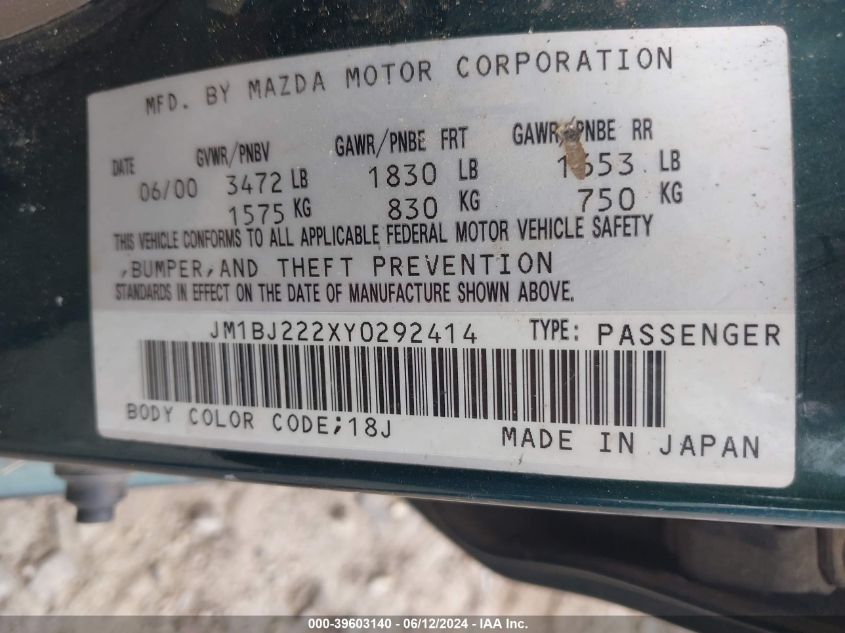 MFD. BY MAZDA MOTOR CORPORATION
DATE GVWR/PNBV GAWR/PNBE FRT GAWR/PNBE RR
06/00 3472 LB 1830 LB 1653 LB
1575 KG 830 KG 750 KG
THIS VEHICLE CONFORMS TO ALL APPLICABLE FEDERAL MOTOR VEHICLE SAFETY
,BUMPER,AND THEFT PREVENTION
STANDARDS IN EFFECT ON THE DATE OF MANUFACTURE SHOWN ABOVE.
JM1BJ222XY0292414 TYPE: PASSENGER
BODY COLOR CODE;18J MADE IN JAPAN
000-39603140 - 06/12/2024 - IAA Inc.